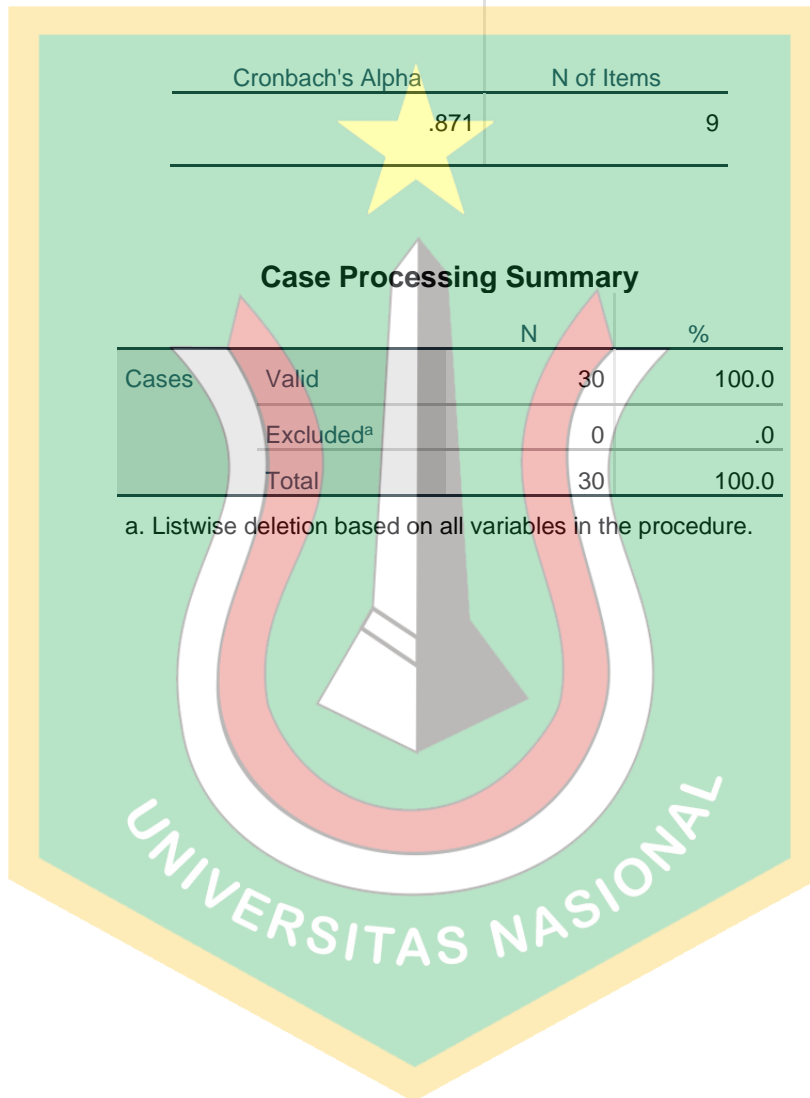 Cronbach's Alpha N of Items
.871 9
Case Processing Summary
N %
Cases Valid 30 100.0
Excludedᵃ 0 .0
Total 30 100.0
a. Listwise deletion based on all variables in the procedure.
UNIVERSITAS NASIONAL